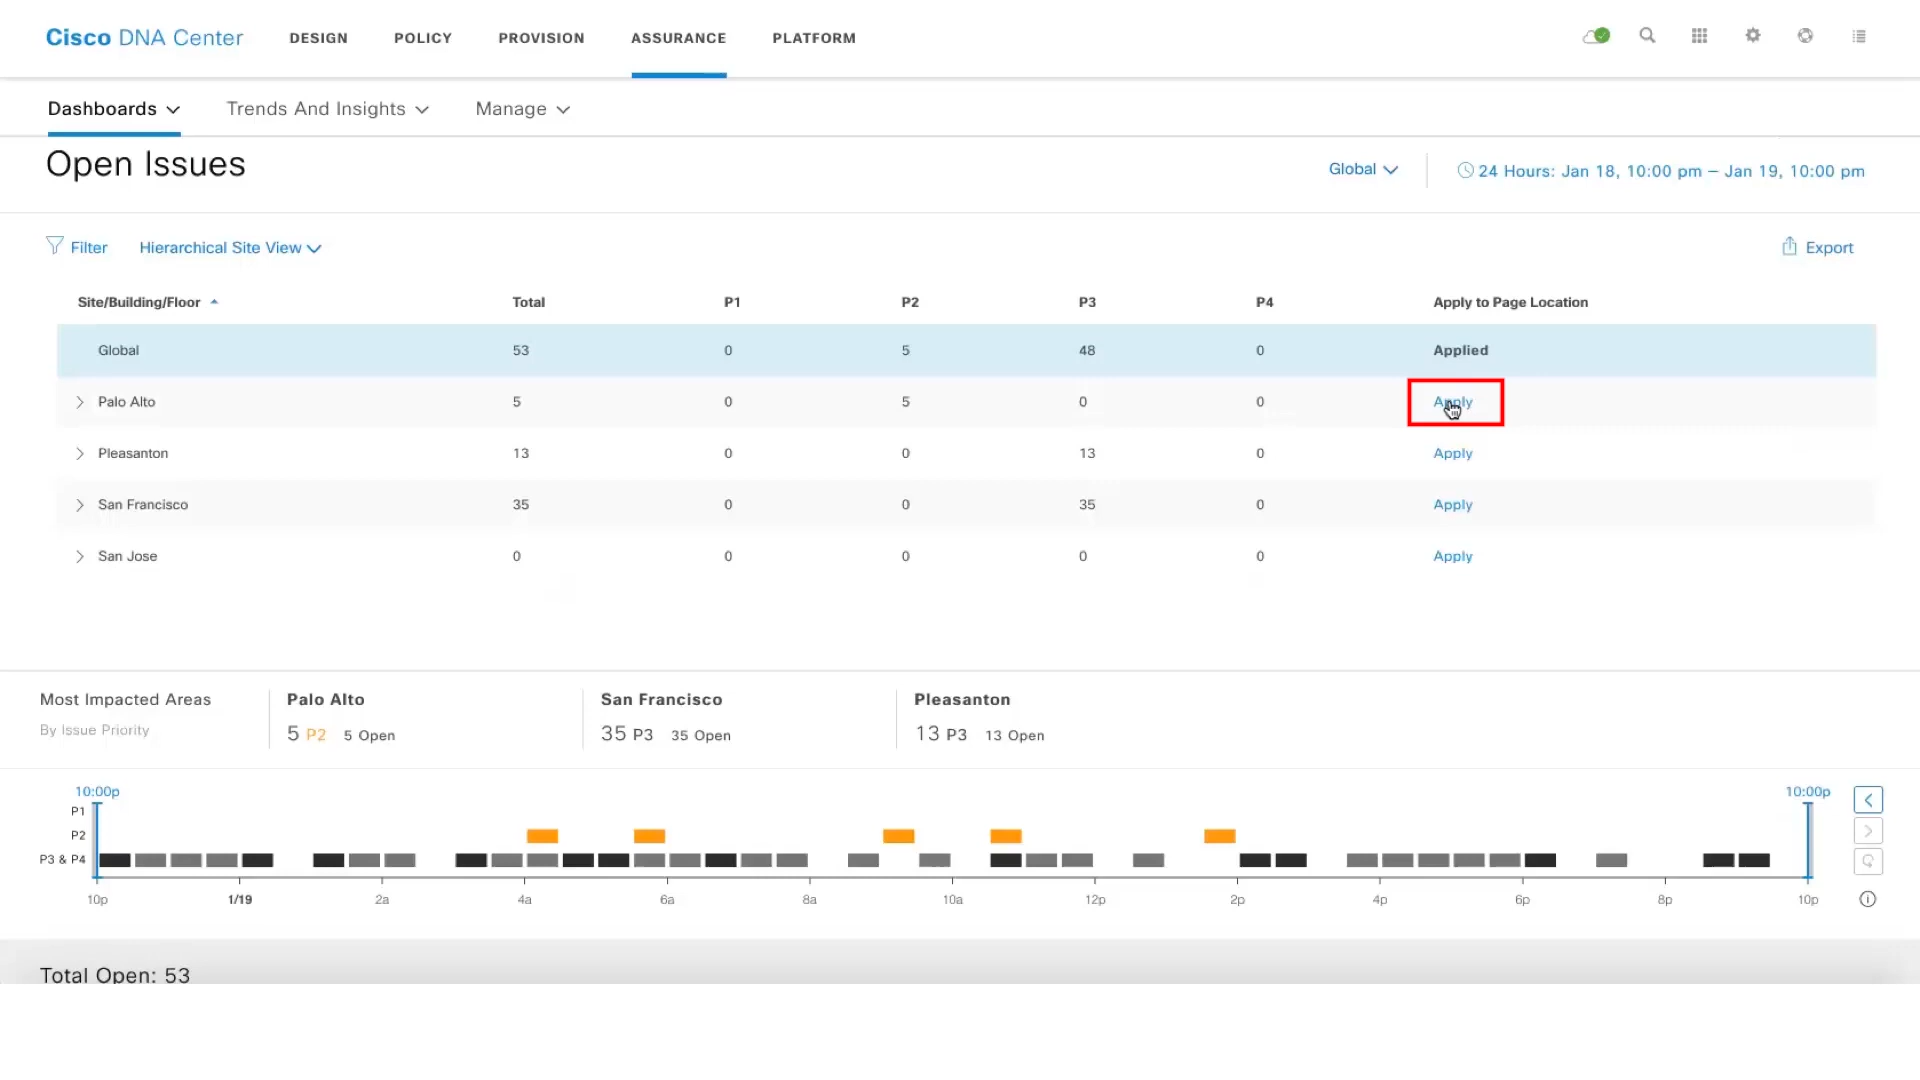 Cisco DNA Center DESIGN POLICY PROVISION ASSURANCE PLATFORM
Dashboards Trends And Insights Manage
Open Issues
Global 24 Hours: Jan 18, 10:00 pm – Jan 19, 10:00 pm
Filter Hierarchical Site View Export
Site/Building/Floor Total P1 P2 P3 P4 Apply to Page Location
Global 53 0 5 48 0 Applied
Palo Alto 5 0 5 0 0 Apply
Pleasanton 13 0 0 13 0 Apply
San Francisco 35 0 0 35 0 Apply
San Jose 0 0 0 0 0 Apply
Most Impacted Areas Palo Alto San Francisco Pleasanton
By Issue Priority 5 P2 5 Open 35 P3 35 Open 13 P3 13 Open
10:00p 10:00p
P1
P2
P3 & P4
10p 1/19 2a 4a 6a 8a 10a 12p 2p 4p 6p 8p 10p
Total Open: 53